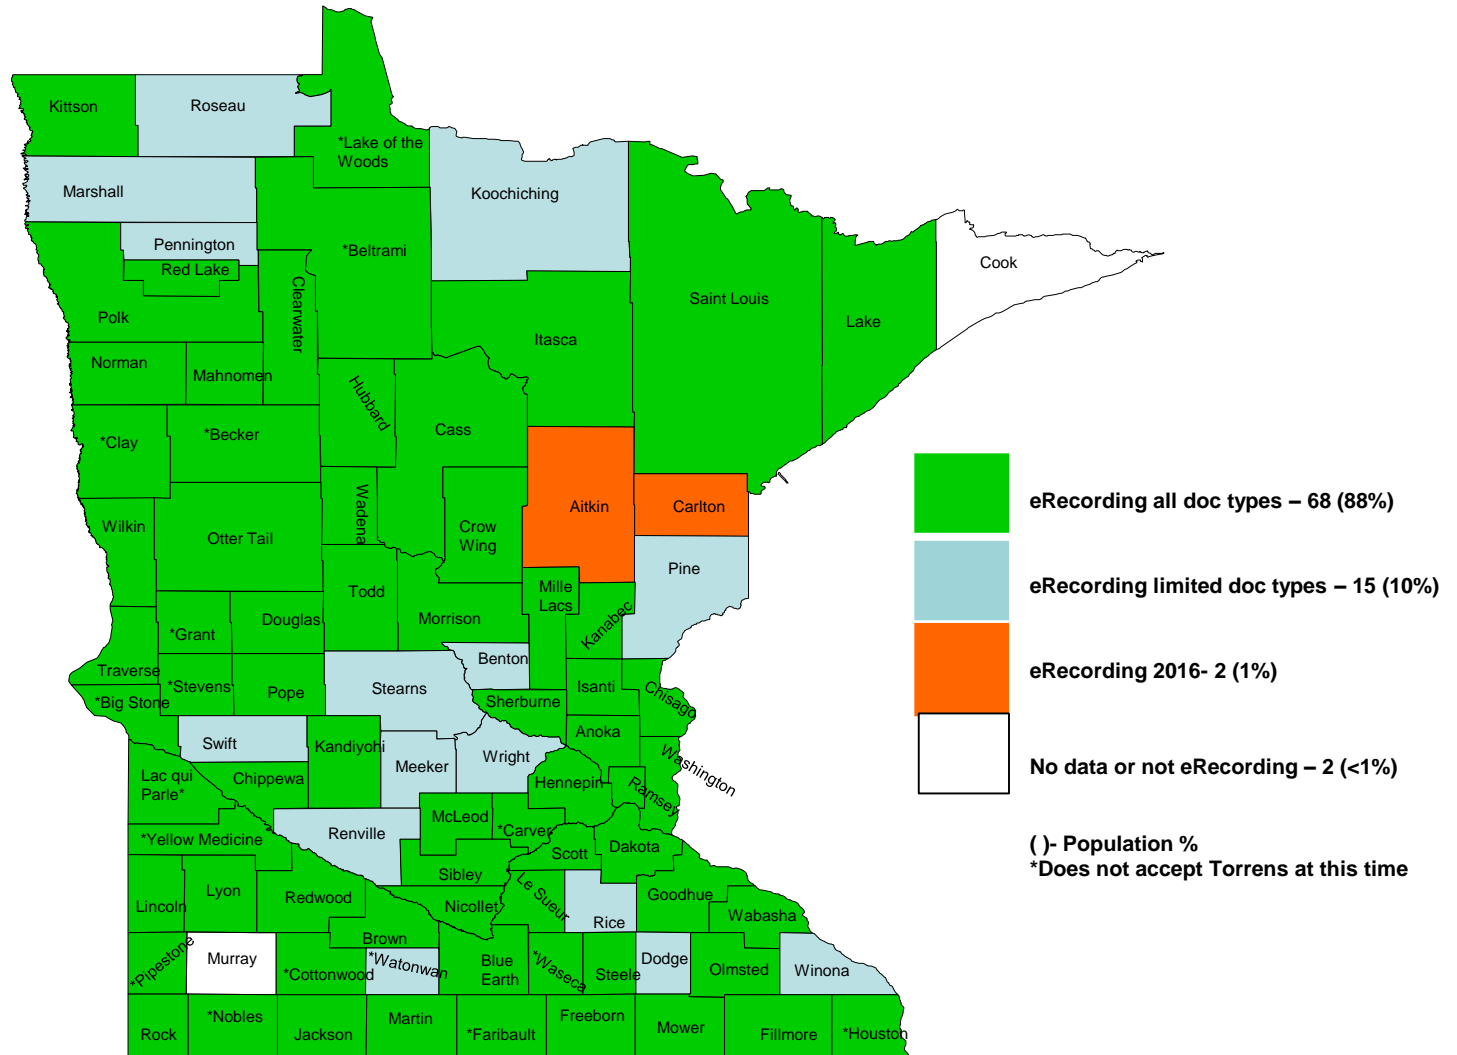 Kittson
Roseau
*Lake of the
Woods
Marshall
Koochiching
Pennington
*Beltrami
Red Lake
Cook
Clearwater
Saint Louis
Polk
Lake
Itasca
Norman
Mahnomen
Hubbard
*Clay
*Becker
Cass
Aitkin
Carlton
Wadena
Wilkin
Otter Tail
Crow
Wing
Pine
Todd
Mille
Lacs
Morrison
Kanabec
*Grant
Douglas
Benton
Traverse
*Stevens
Pope
Stearns
Isanti
Chisago
*Big Stone
Sherburne
Anoka
Swift
Kandiyohi
Wright
Washington
Meeker
Lac qui
Parle*
Chippewa
Hennepin
Ramsey
McLeod
*Carver
*Yellow Medicine
Renville
Scott
Dakota
Sibley
Lyon
Redwood
Le Sueur
Goodhue
Lincoln
Nicollet
Rice
Wabasha
Brown
*Pipestone
Murray
*Cottonwood
*Watonwan
Blue
Earth
*Waseca
Steele
Dodge
Olmsted
Winona
Rock
*Nobles
Jackson
Martin
*Faribault
Freeborn
Mower
Fillmore
*Houston
eRecording all doc types – 68 (88%)
eRecording limited doc types – 15 (10%)
eRecording 2016- 2 (1%)
No data or not eRecording – 2 (<1%)
( )- Population %
*Does not accept Torrens at this time